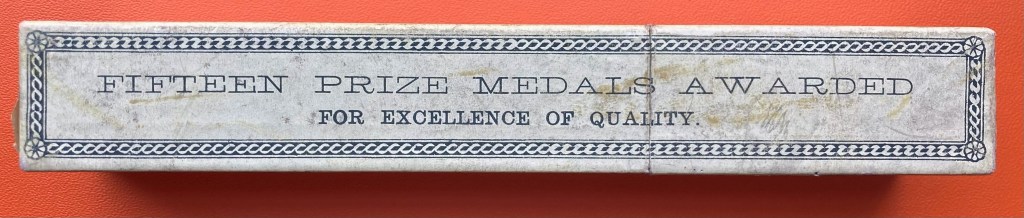 FIFTEEN PRIZE MEDALS AWARDED
FOR EXCELLENCE OF QUALITY.